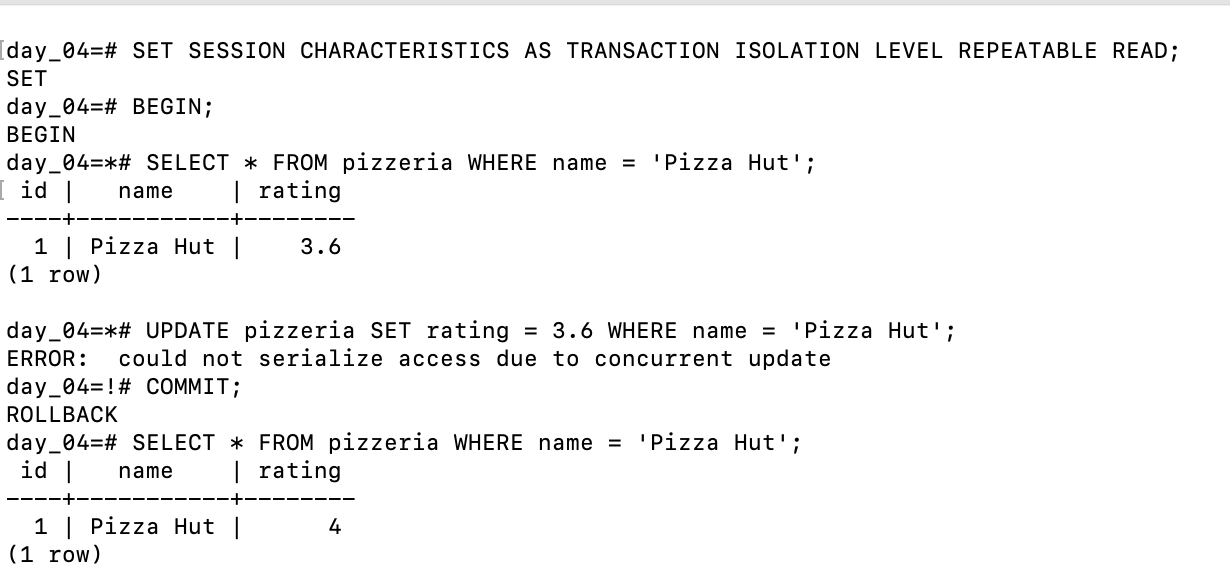 day_04=# SET SESSION CHARACTERISTICS AS TRANSACTION ISOLATION LEVEL REPEATABLE READ;
SET
day_04=# BEGIN;
BEGIN
day_04=*# SELECT * FROM pizzeria WHERE name = 'Pizza Hut';
 id |   name    | rating
----+-----------+--------
  1 | Pizza Hut |    3.6
(1 row)

day_04=*# UPDATE pizzeria SET rating = 3.6 WHERE name = 'Pizza Hut';
ERROR:  could not serialize access due to concurrent update
day_04=!# COMMIT;
ROLLBACK
day_04=# SELECT * FROM pizzeria WHERE name = 'Pizza Hut';
 id |   name    | rating
----+-----------+--------
  1 | Pizza Hut |      4
(1 row)